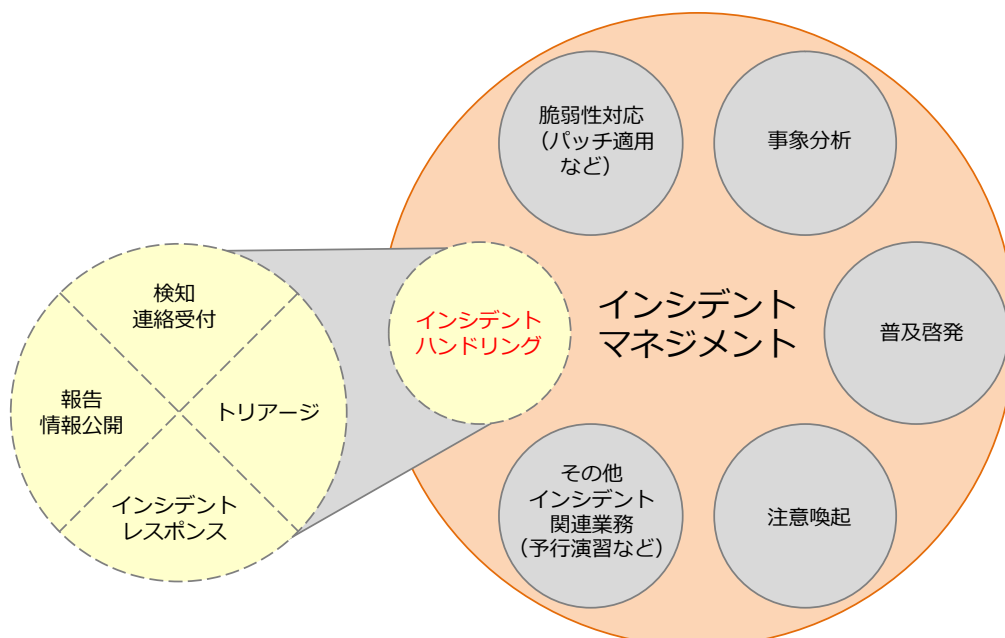 脆弱性対応
（パッチ適用
など）
事象分析
インシデント
ハンドリング
インシデント
マネジメント
普及啓発
検知
連絡受付
報告
情報公開
トリアージ
インシデント
レスポンス
その他
インシデント
関連業務
（予行演習など）
注意喚起